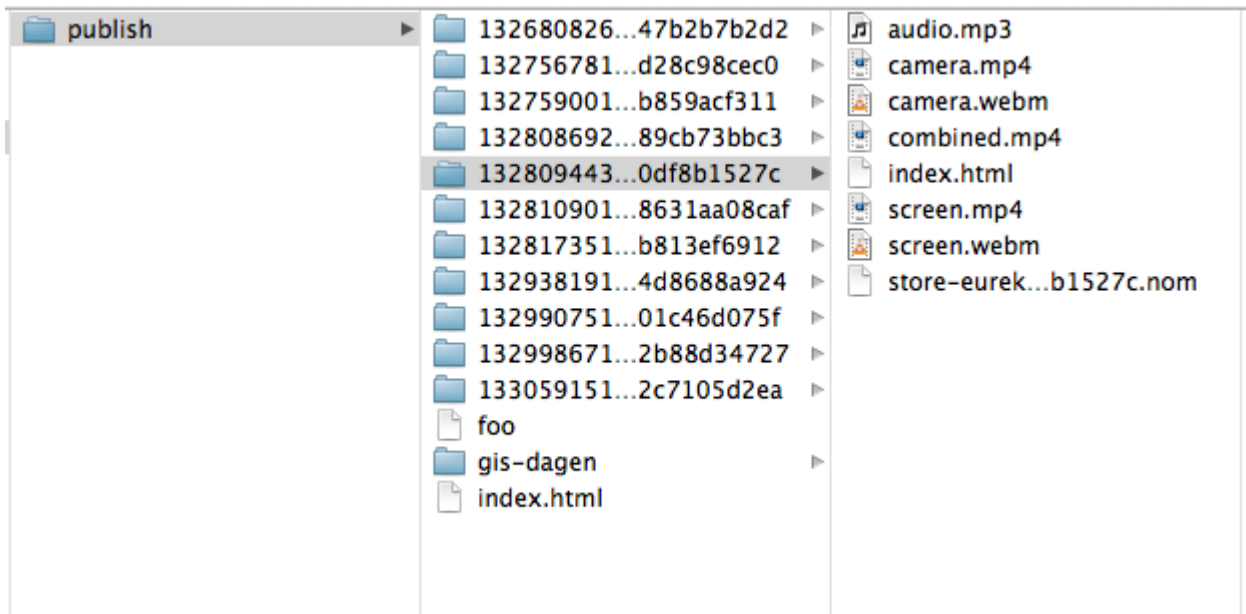 publish
132680826...47b2b7b2d2
132756781...d28c98cec0
132759001...b859acf311
132808692...89cb73bbc3
132809443...0df8b1527c
132810901...8631aa08caf
132817351...b813ef6912
132938191...4d8688a924
132990751...01c46d075f
132998671...2b88d34727
133059151...2c7105d2ea
foo
gis-dagen
index.html
audio.mp3
camera.mp4
camera.webm
combined.mp4
index.html
screen.mp4
screen.webm
store-eurek...b1527c.nom